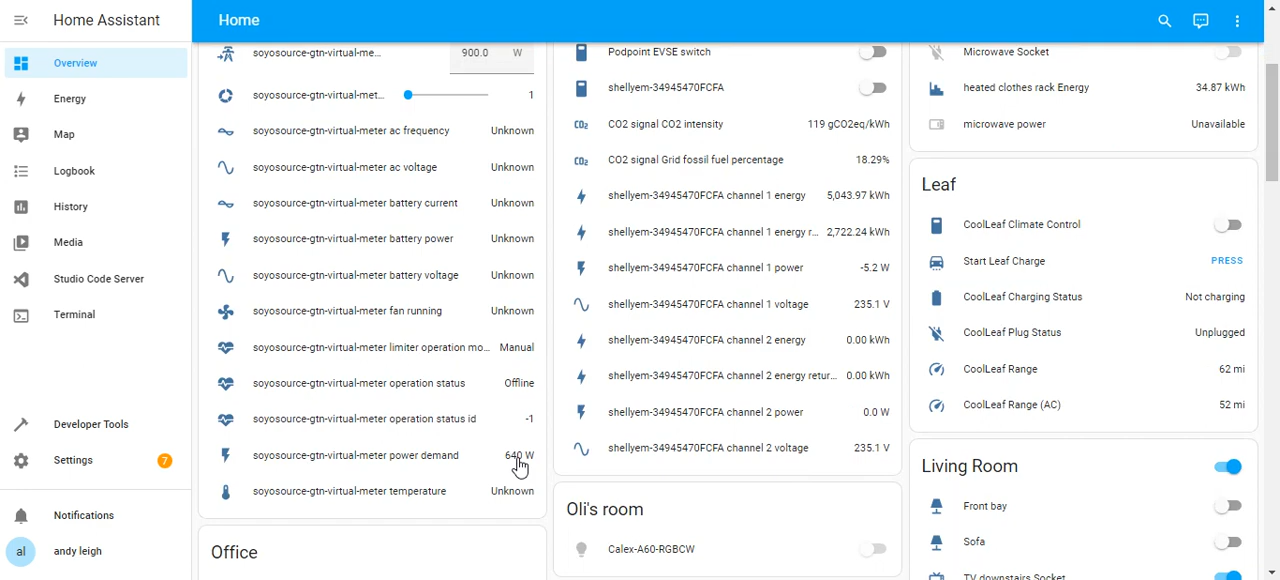 Home Assistant
Overview
Energy
Map
Logbook
History
Media
Studio Code Server
Terminal
Developer Tools
Settings 7
Notifications
al andy leigh
Home
soyosource-gtn-virtual-me... 900.0 W
soyosource-gtn-virtual-met... 1
soyosource-gtn-virtual-meter ac frequency Unknown
soyosource-gtn-virtual-meter ac voltage Unknown
soyosource-gtn-virtual-meter battery current Unknown
soyosource-gtn-virtual-meter battery power Unknown
soyosource-gtn-virtual-meter battery voltage Unknown
soyosource-gtn-virtual-meter fan running Unknown
soyosource-gtn-virtual-meter limiter operation mo... Manual
soyosource-gtn-virtual-meter operation status Offline
soyosource-gtn-virtual-meter operation status id -1
soyosource-gtn-virtual-meter power demand 640 W
soyosource-gtn-virtual-meter temperature Unknown
Office
Podpoint EVSE switch
shellyem-34945470FCFA
CO2 CO2 signal CO2 intensity 119 gCO2eq/kWh
CO2 CO2 signal Grid fossil fuel percentage 18.29%
shellyem-34945470FCFA channel 1 energy 5,043.97 kWh
shellyem-34945470FCFA channel 1 energy r... 2,722.24 kWh
shellyem-34945470FCFA channel 1 power -5.2 W
shellyem-34945470FCFA channel 1 voltage 235.1 V
shellyem-34945470FCFA channel 2 energy 0.00 kWh
shellyem-34945470FCFA channel 2 energy retur... 0.00 kWh
shellyem-34945470FCFA channel 2 power 0.0 W
shellyem-34945470FCFA channel 2 voltage 235.1 V
Oli's room
Calex-A60-RGBCW
Microwave Socket
heated clothes rack Energy 34.87 kWh
microwave power Unavailable
Leaf
CoolLeaf Climate Control
Start Leaf Charge PRESS
CoolLeaf Charging Status Not charging
CoolLeaf Plug Status Unplugged
CoolLeaf Range 62 mi
CoolLeaf Range (AC) 52 mi
Living Room
Front bay
Sofa
TV downstairs Socket